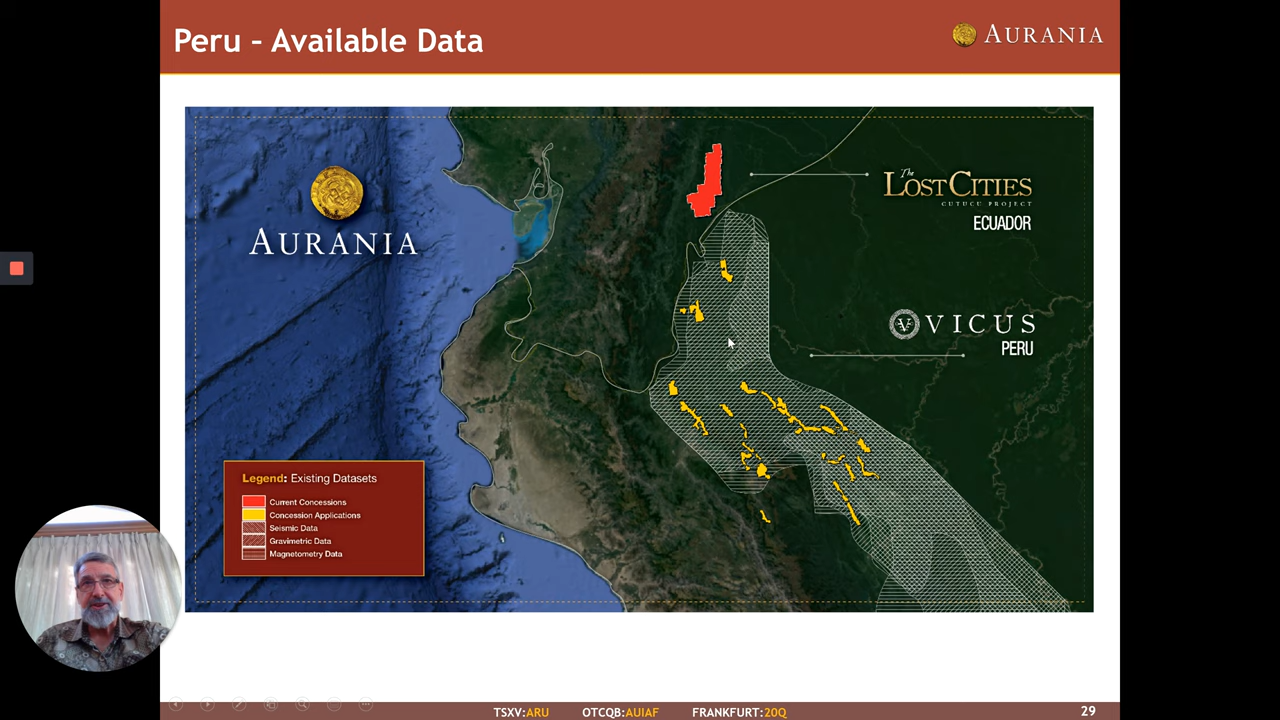 Peru - Available Data
AURANIA
The
LOST CITIES
CUTUCU PROJECT
ECUADOR
AURANIA
V VICUS
PERU
Legend: Existing Datasets
Current Concessions
Concession Applications
Seismic Data
Gravimetric Data
Magnetometry Data
TSXV:ARU OTCQB:AUIAF FRANKFURT:20Q
29